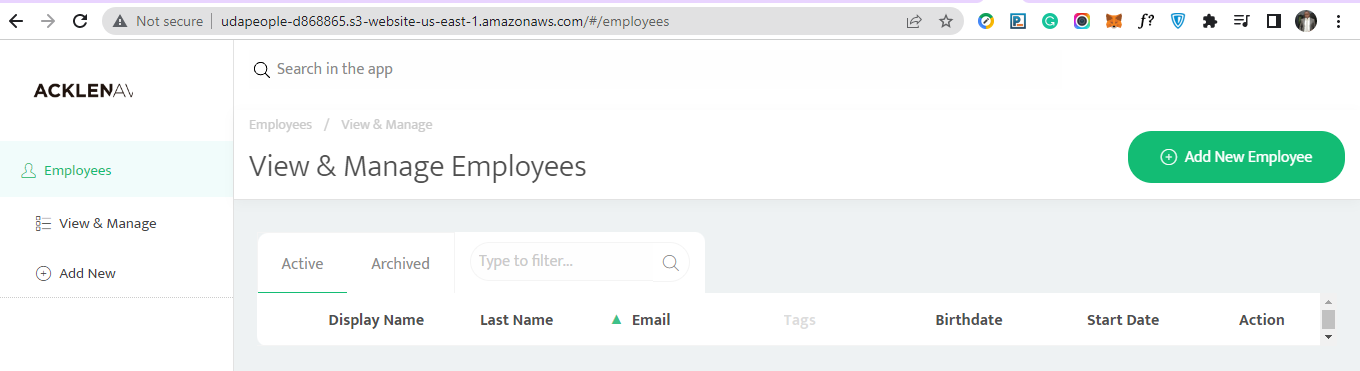 Not secure | udapeople-d868865.s3-website-us-east-1.amazonaws.com/#/employees
f?
ACKLENAV
Search in the app
Employees / View & Manage
View & Manage Employees
Add New Employee
Employees
View & Manage
Add New
Active Archived Type to filter...
Display Name Last Name Email Tags Birthdate Start Date Action